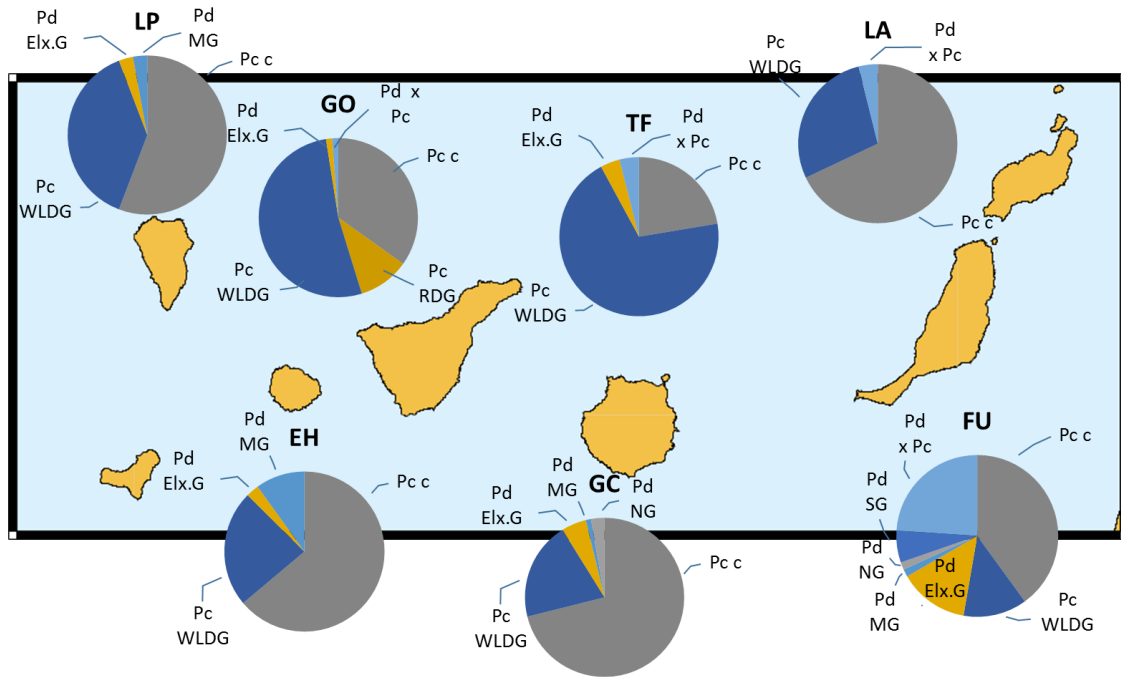 LP
Pd
Elx.G
Pd
MG
Pc c
Pc
WLDG
GO
Pd
Elx.G
Pd x
Pc
Pc c
Pc
RDG
Pc
WLDG
TF
Pd
Elx.G
Pd
x Pc
Pc c
Pc
WLDG
LA
Pc
WLDG
Pd
x Pc
Pc c
EH
Pd
MG
Pd
Elx.G
Pc c
Pc
WLDG
GC
Pd
MG
Pd
NG
Pd
Elx.G
Pc c
Pc
WLDG
FU
Pd
x Pc
Pc c
Pd
SG
Pd
NG
Pd
Elx.G
Pd
MG
Pc
WLDG